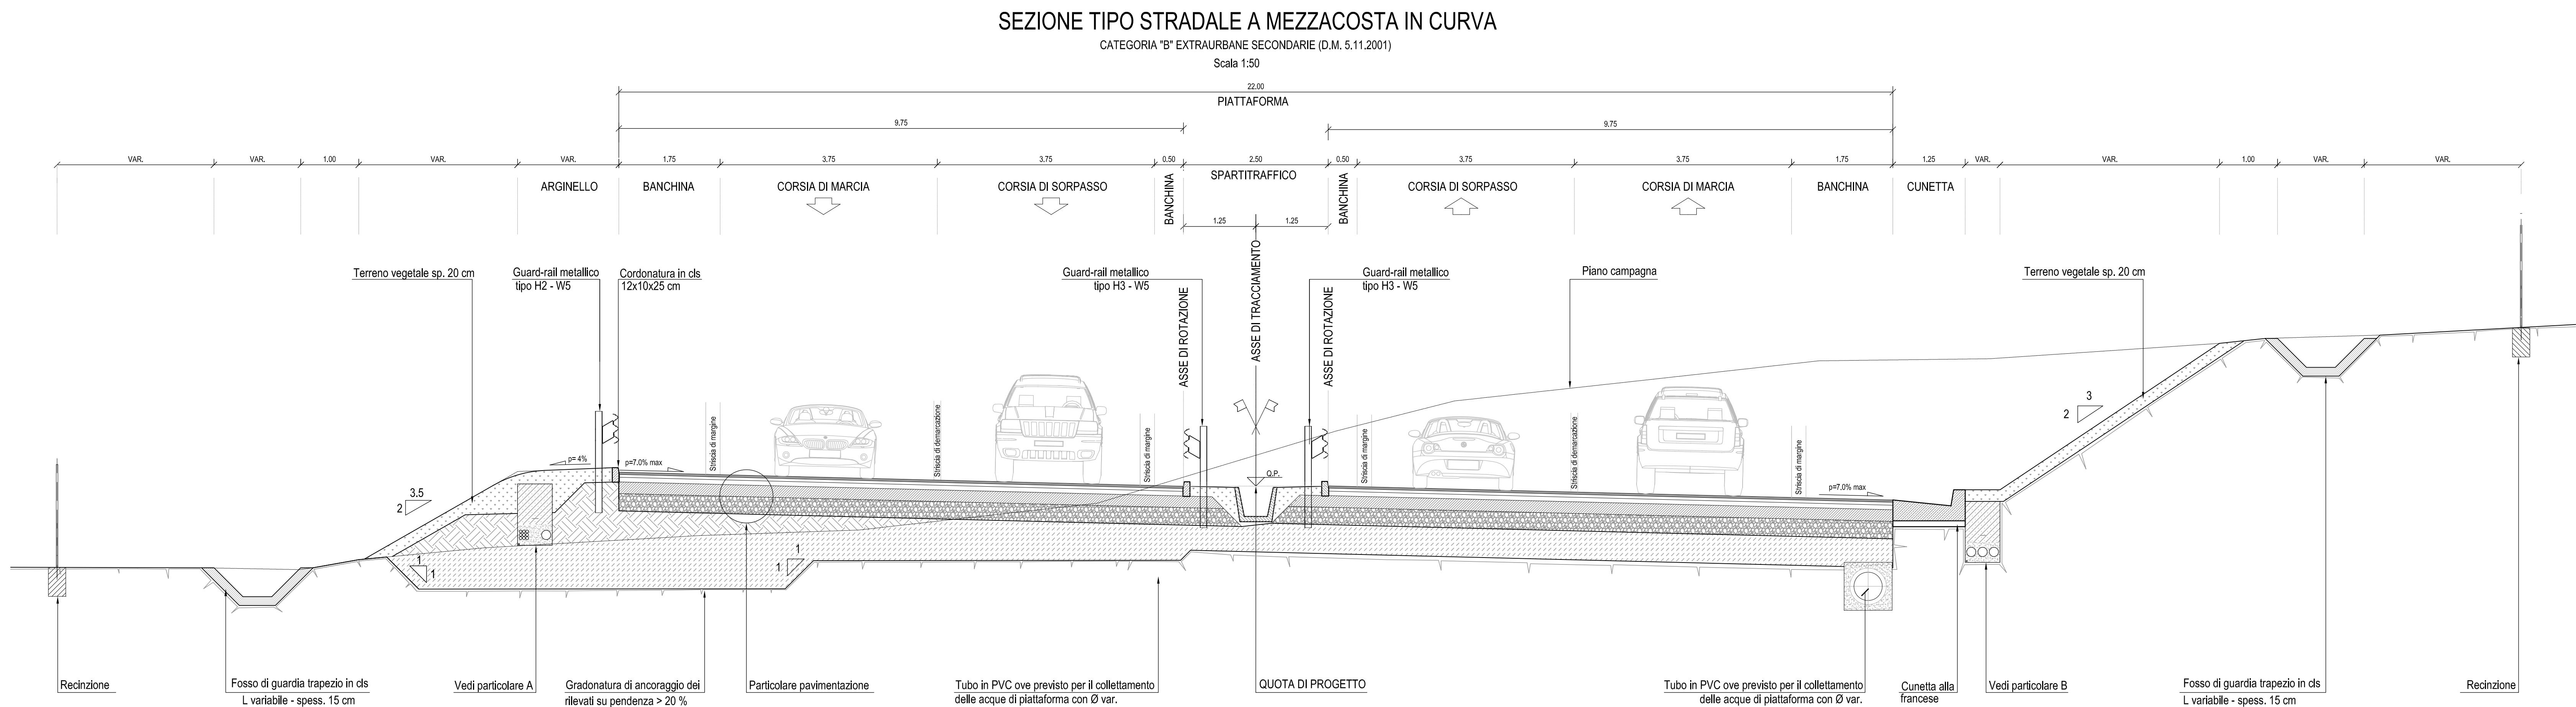 SEZIONE TIPO STRADALE A MEZZACOSTA IN CURVA
CATEGORIA "B" EXTRAURBANE SECONDARIE (D.M. 5.11.2001)
Scala 1:50
22.00
PIATTAFORMA
9.75
9.75
VAR.
VAR.
1.00
VAR.
VAR.
1.75
3.75
3.75
0.50
2.50
0.50
3.75
3.75
1.75
1.25
VAR.
VAR.
1.00
VAR.
VAR.
ARGINELLO
BANCHINA
CORSIA DI MARCIA
CORSIA DI SORPASSO
BANCHINA
SPARTITRAFFICO
BANCHINA
CORSIA DI SORPASSO
CORSIA DI MARCIA
BANCHINA
CUNETTA
1.25
1.25
Terreno vegetale sp. 20 cm
Guard-rail metallico
tipo H2 - W5
Cordonatura in cls
12x10x25 cm
Guard-rail metallico
tipo H3 - W5
ASSE DI ROTAZIONE
ASSE DI TRACCIAMENTO
ASSE DI ROTAZIONE
Guard-rail metallico
tipo H3 - W5
Piano campagna
Terreno vegetale sp. 20 cm
3
2
p= 4%
p=7.0% max
Striscia di margine
Striscia di demarcazione
Striscia di margine
Q.P.
Striscia di margine
Striscia di demarcazione
Striscia di margine
p=7.0% max
3.5
2
1
1
1
1
Recinzione
Fosso di guardia trapezio in cls
L variabile - spess. 15 cm
Vedi particolare A
Gradonatura di ancoraggio dei
rilevati su pendenza > 20 %
Particolare pavimentazione
Tubo in PVC ove previsto per il collettamento
delle acque di piattaforma con Ø var.
QUOTA DI PROGETTO
Tubo in PVC ove previsto per il collettamento
delle acque di piattaforma con Ø var.
Cunetta alla
francese
Vedi particolare B
Fosso di guardia trapezio in cls
L variabile - spess. 15 cm
Recinzione